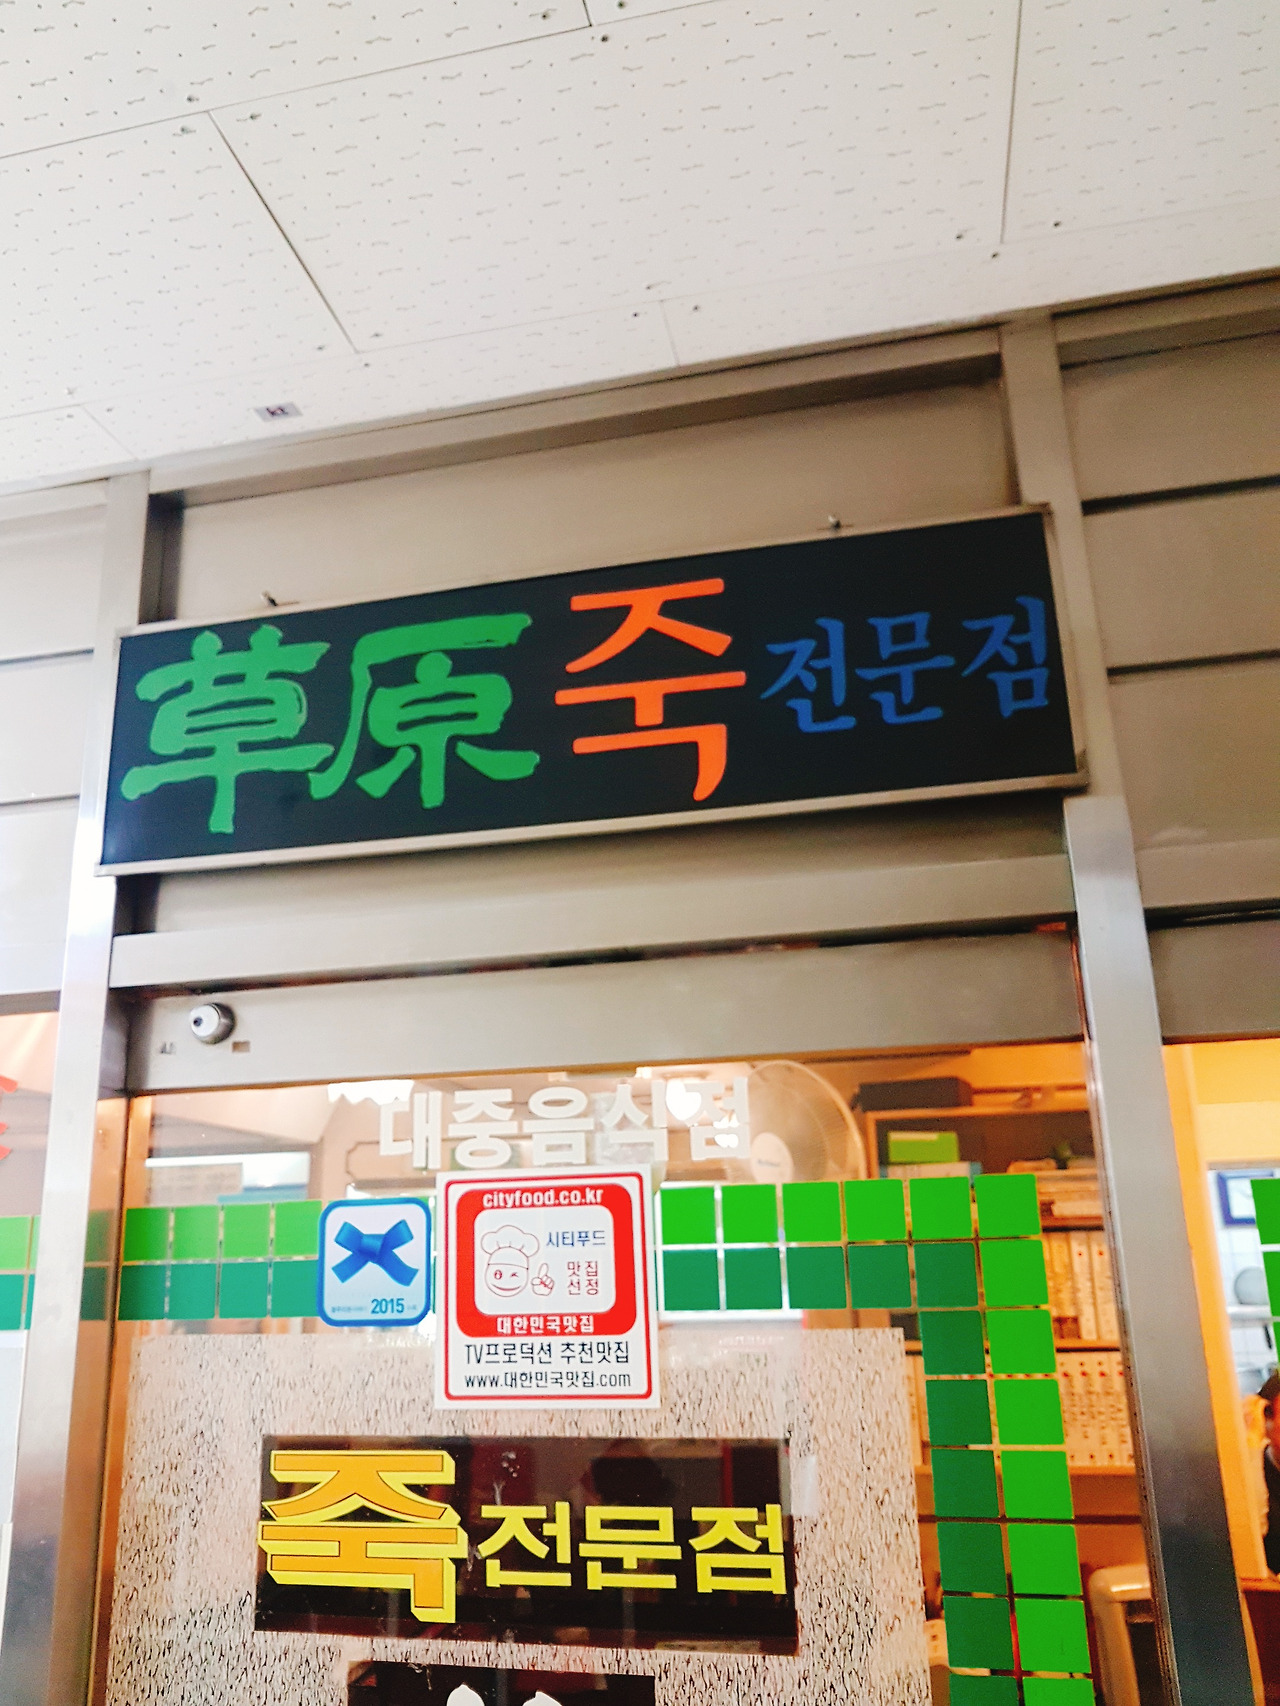 草原죽전문점
대중음식점
cityfood.co.kr
시티푸드
맛집
선정
대한민국맛집
TV프로덕션 추천맛집
www.대한민국맛집.com
2015
죽전문점